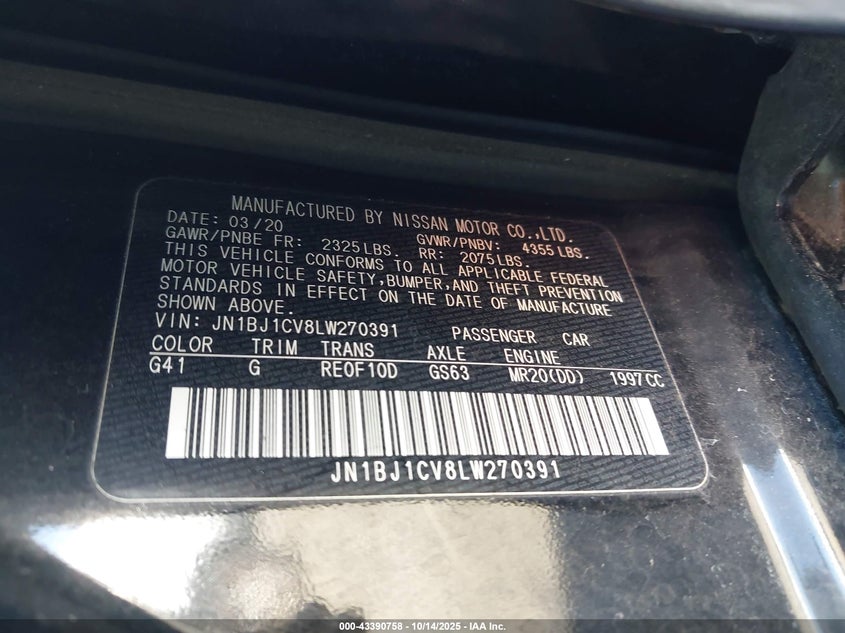 MANUFACTURED BY NISSAN MOTOR CO.,LTD.
DATE: 03/20
GAWR/PNBE FR: 2325LBS. GVWR/PNBV: 4355LBS.
RR: 2075LBS.
THIS VEHICLE CONFORMS TO ALL APPLICABLE FEDERAL
MOTOR VEHICLE SAFETY,BUMPER,AND THEFT PREVENTION
STANDARDS IN EFFECT ON THE DATE OF MANUFACTURE
SHOWN ABOVE.
VIN: JN1BJ1CV8LW270391 PASSENGER CAR
COLOR TRIM TRANS AXLE ENGINE
G41 G RE0F10D GS63 MR20(DD) 1997CC
JN1BJ1CV8LW270391
000-43390758 - 10/14/2025 - IAA Inc.